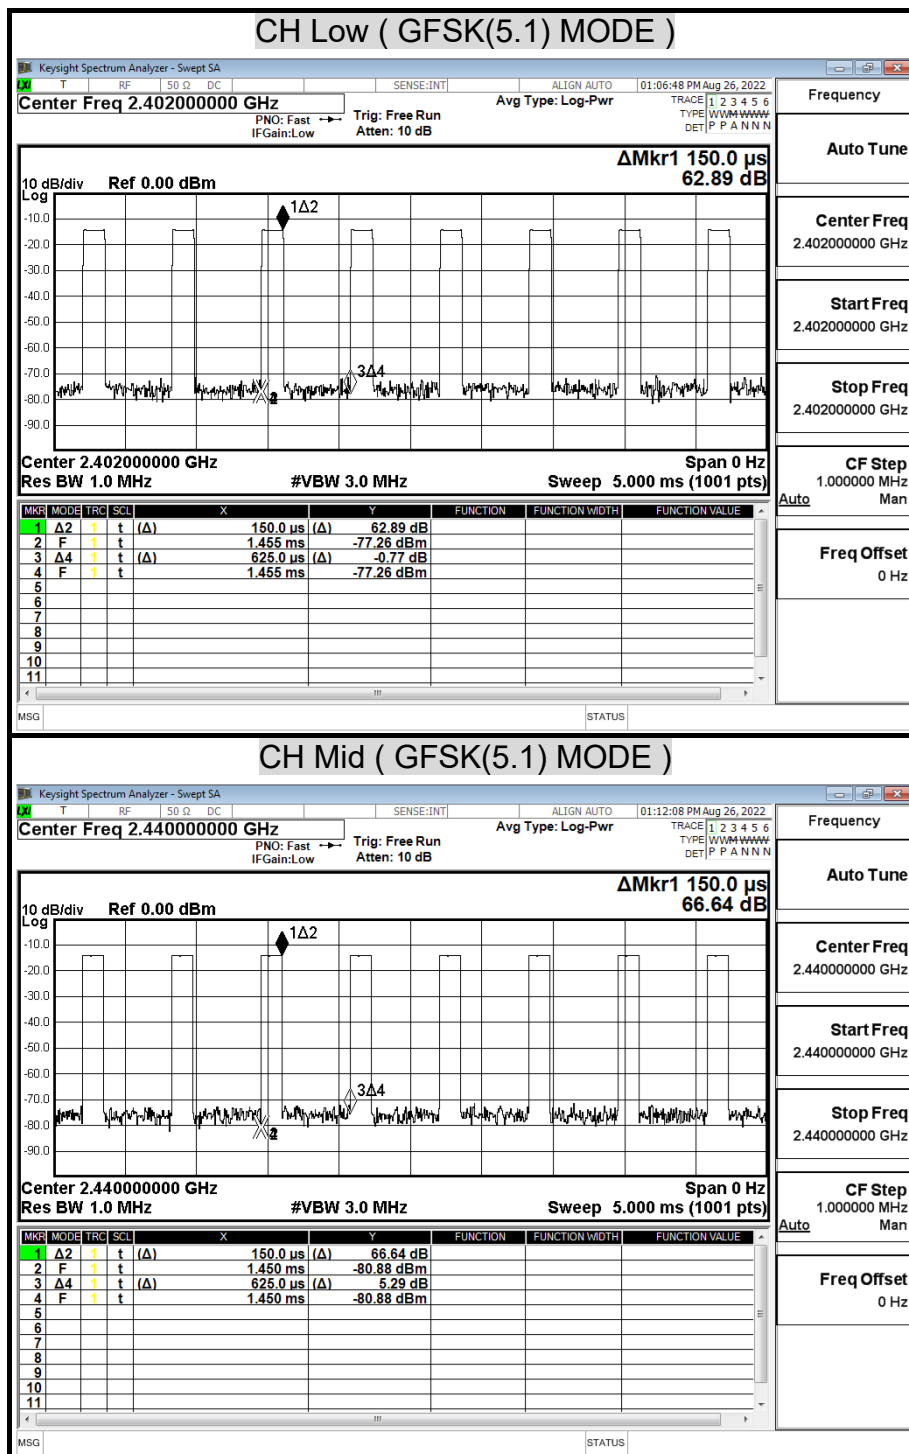 CH Low ( GFSK(5.1) MODE )
Keysight Spectrum Analyzer - Swept SA
LXI T RF 50 Ω DC SENSE:INT ALIGN AUTO 01:06:48 PM Aug 26, 2022
Center Freq 2.402000000 GHz
PNO: Fast
IFGain:Low
Trig: Free Run
Atten: 10 dB
Avg Type: Log-Pwr
TRACE 1 2 3 4 5 6
TYPE WWMWWWW
DET P P A N N N
ΔMkr1 150.0 µs
62.89 dB
10 dB/div Ref 0.00 dBm
Log
-10.0
-20.0
-30.0
-40.0
-50.0
-60.0
-70.0
-80.0
-90.0
1Δ2
3Δ4
Center 2.402000000 GHz Span 0 Hz
Res BW 1.0 MHz #VBW 3.0 MHz Sweep 5.000 ms (1001 pts)
MKR MODE TRC SCL X Y FUNCTION FUNCTION WIDTH FUNCTION VALUE
1 Δ2 1 t (Δ) 150.0 µs (Δ) 62.89 dB
2 F 1 t 1.455 ms -77.26 dBm
3 Δ4 1 t (Δ) 625.0 µs (Δ) -0.77 dB
4 F 1 t 1.455 ms -77.26 dBm
5
6
7
8
9
10
11
MSG STATUS
Frequency
Auto Tune
Center Freq
2.402000000 GHz
Start Freq
2.402000000 GHz
Stop Freq
2.402000000 GHz
CF Step
1.000000 MHz
Auto Man
Freq Offset
0 Hz
CH Mid ( GFSK(5.1) MODE )
Keysight Spectrum Analyzer - Swept SA
LXI T RF 50 Ω DC SENSE:INT ALIGN AUTO 01:12:08 PM Aug 26, 2022
Center Freq 2.440000000 GHz
PNO: Fast
IFGain:Low
Trig: Free Run
Atten: 10 dB
Avg Type: Log-Pwr
TRACE 1 2 3 4 5 6
TYPE WWMWWWW
DET P P A N N N
ΔMkr1 150.0 µs
66.64 dB
10 dB/div Ref 0.00 dBm
Log
-10.0
-20.0
-30.0
-40.0
-50.0
-60.0
-70.0
-80.0
-90.0
1Δ2
3Δ4
Center 2.440000000 GHz Span 0 Hz
Res BW 1.0 MHz #VBW 3.0 MHz Sweep 5.000 ms (1001 pts)
MKR MODE TRC SCL X Y FUNCTION FUNCTION WIDTH FUNCTION VALUE
1 Δ2 1 t (Δ) 150.0 µs (Δ) 66.64 dB
2 F 1 t 1.450 ms -80.88 dBm
3 Δ4 1 t (Δ) 625.0 µs (Δ) 5.29 dB
4 F 1 t 1.450 ms -80.88 dBm
5
6
7
8
9
10
11
MSG STATUS
Frequency
Auto Tune
Center Freq
2.440000000 GHz
Start Freq
2.440000000 GHz
Stop Freq
2.440000000 GHz
CF Step
1.000000 MHz
Auto Man
Freq Offset
0 Hz